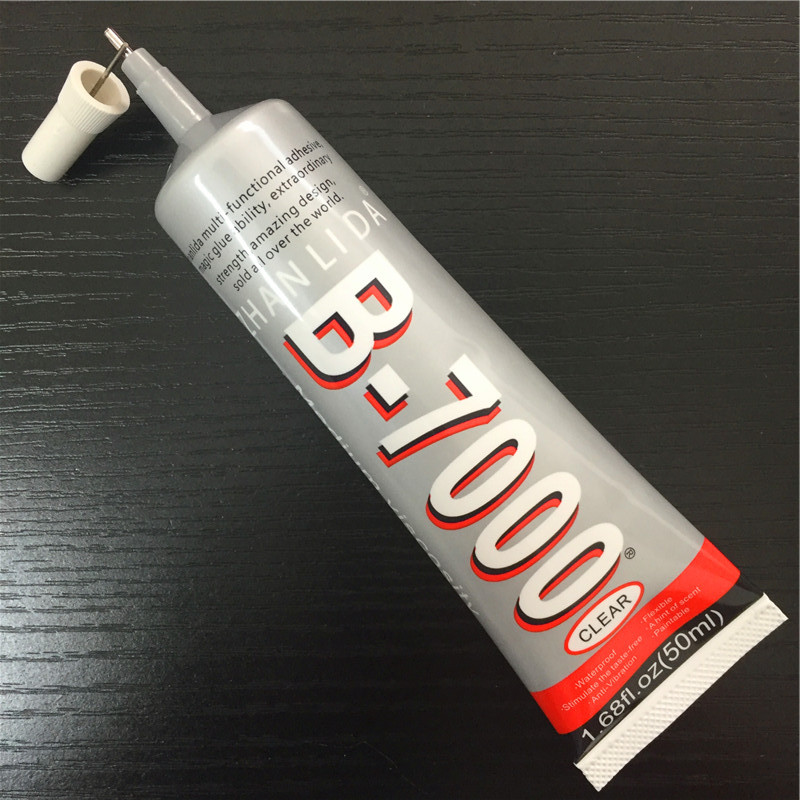 multi-functional adhesive,
magic glue ability, extraordinary
strength amazing design,
sold all over the world.
ZHAN LIDA®
B-7000®
CLEAR
·Waterproof ·Flexible
·Stimulate the taste-free ·A hint of scent
·Anti-Vibration ·Paintable
1.68fl.oz(50ml)